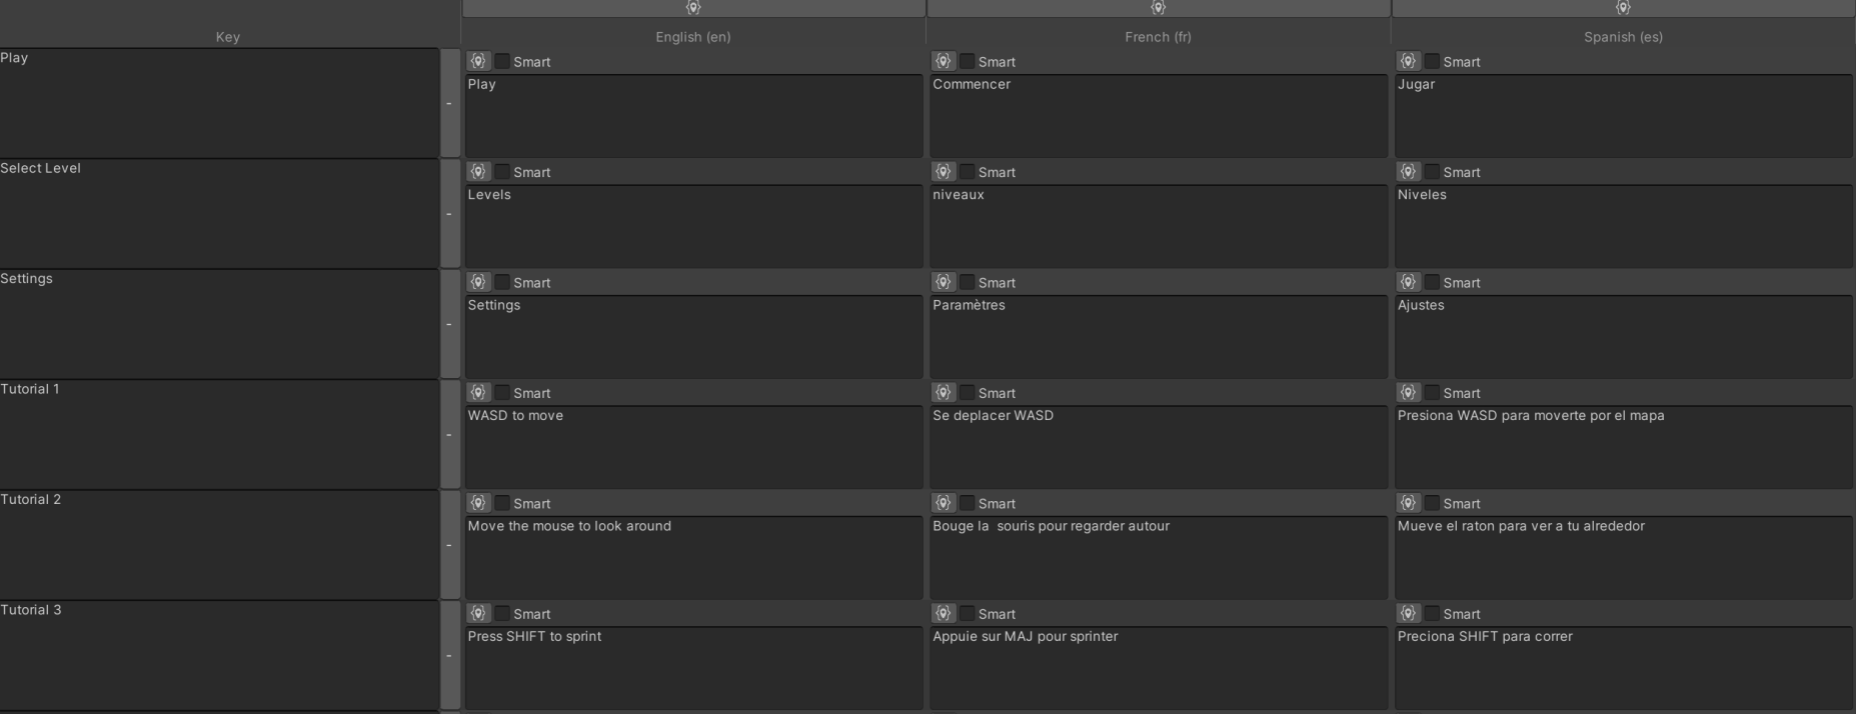 Key English (en) French (fr) Spanish (es)
Play Smart Smart Smart
Play Commencer Jugar
-
Select Level Smart Smart Smart
Levels niveaux Niveles
-
Settings Smart Smart Smart
Settings Paramètres Ajustes
-
Tutorial 1 Smart Smart Smart
WASD to move Se deplacer WASD Presiona WASD para moverte por el mapa
-
Tutorial 2 Smart Smart Smart
Move the mouse to look around Bouge la  souris pour regarder autour Mueve el raton para ver a tu alrededor
-
Tutorial 3 Smart Smart Smart
Press SHIFT to sprint Appuie sur MAJ pour sprinter Preciona SHIFT para correr
-